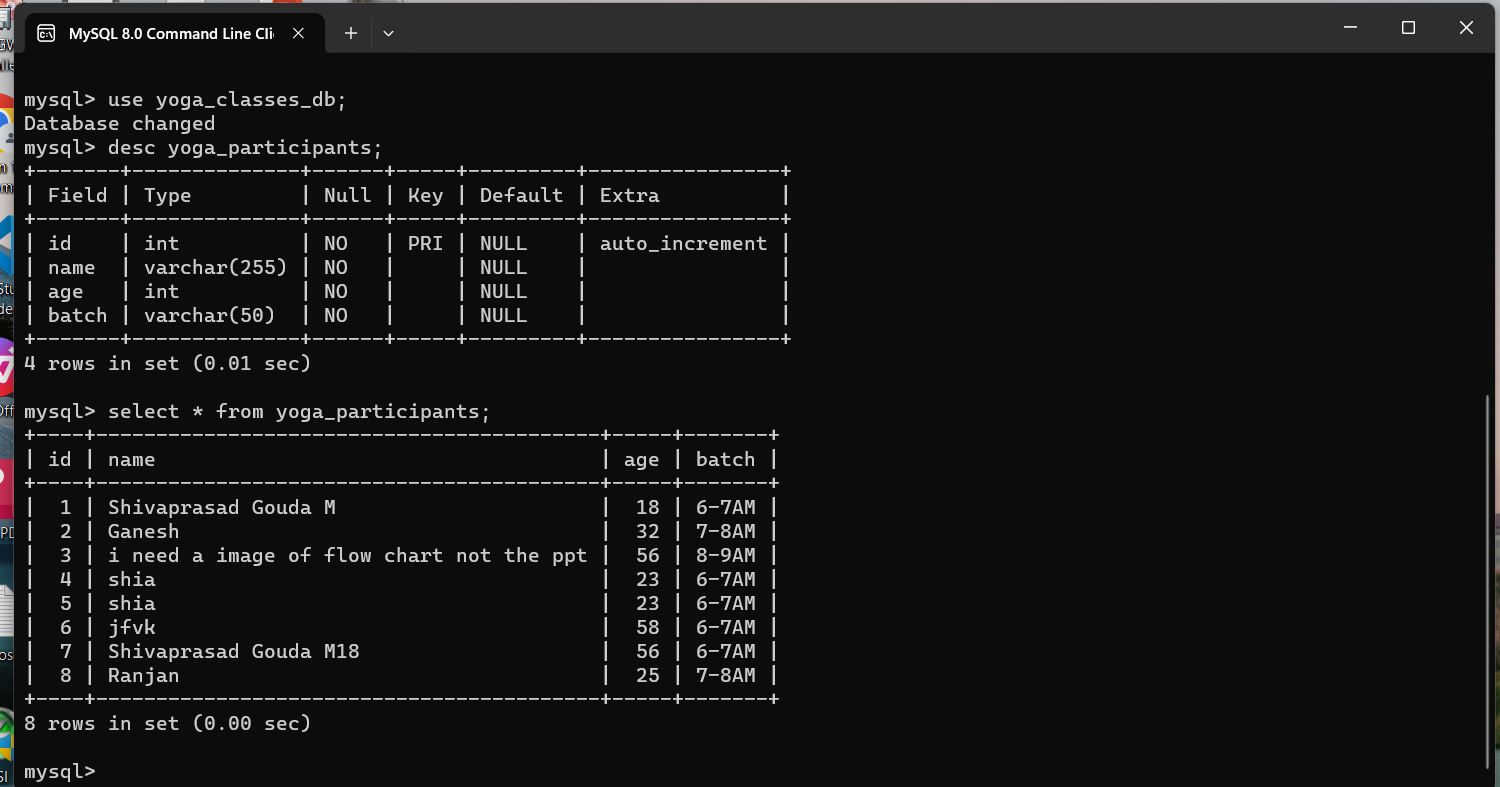 MySQL 8.0 Command Line Cli
mysql> use yoga_classes_db;
Database changed
mysql> desc yoga_participants;
+-------+--------------+------+-----+---------+----------------+
| Field | Type         | Null | Key | Default | Extra          |
+-------+--------------+------+-----+---------+----------------+
| id    | int          | NO   | PRI | NULL    | auto_increment |
| name  | varchar(255) | NO   |     | NULL    |                |
| age   | int          | NO   |     | NULL    |                |
| batch | varchar(50)  | NO   |     | NULL    |                |
+-------+--------------+------+-----+---------+----------------+
4 rows in set (0.01 sec)
mysql> select * from yoga_participants;
+----+------------------------------------------+-----+-------+
| id | name                                     | age | batch |
+----+------------------------------------------+-----+-------+
|  1 | Shivaprasad Gouda M                      |  18 | 6-7AM |
|  2 | Ganesh                                   |  32 | 7-8AM |
|  3 | i need a image of flow chart not the ppt |  56 | 8-9AM |
|  4 | shia                                     |  23 | 6-7AM |
|  5 | shia                                     |  23 | 6-7AM |
|  6 | jfvk                                     |  58 | 6-7AM |
|  7 | Shivaprasad Gouda M18                    |  56 | 6-7AM |
|  8 | Ranjan                                   |  25 | 7-8AM |
+----+------------------------------------------+-----+-------+
8 rows in set (0.00 sec)
mysql>